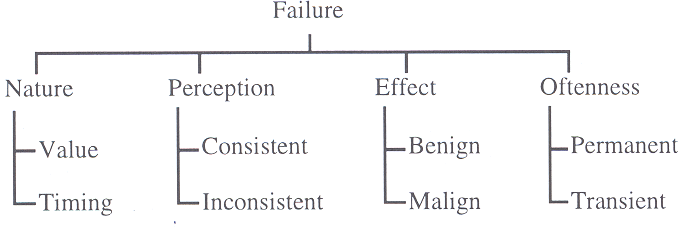 Failure
Nature Perception Effect Oftenness
Value Consistent Benign Permanent
Timing Inconsistent Malign Transient